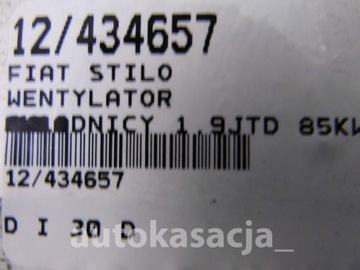 12/434657
FIAT STILO
WENTYLATOR
DNICY 1.9JTD 85KW
12/434657
D I 30 D
autokasacja_